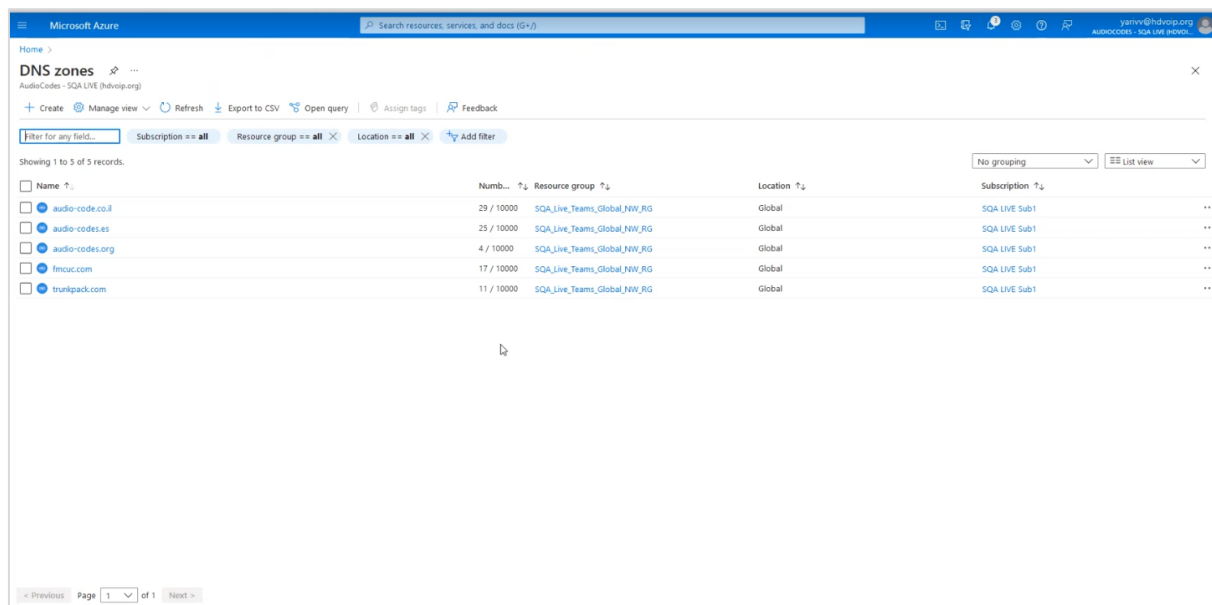 Microsoft Azure
Search resources, services, and docs (G+/)
3
yarivv@hdvoip.org
AUDIOCODES - SQA LIVE (HDVOI...
Home >
DNS zones ...
AudioCodes - SQA LIVE (hdvoip.org)
Create Manage view Refresh Export to CSV Open query Assign tags Feedback
Filter for any field... Subscription == all Resource group == all Location == all Add filter
Showing 1 to 5 of 5 records.
No grouping List view
Name Numb... Resource group Location Subscription
audio-code.co.il 29 / 10000 SQA_Live_Teams_Global_NW_RG Global SQA LIVE Sub1
audio-codes.es 25 / 10000 SQA_Live_Teams_Global_NW_RG Global SQA LIVE Sub1
audio-codes.org 4 / 10000 SQA_Live_Teams_Global_NW_RG Global SQA LIVE Sub1
fmcuc.com 17 / 10000 SQA_Live_Teams_Global_NW_RG Global SQA LIVE Sub1
trunkpack.com 11 / 10000 SQA_Live_Teams_Global_NW_RG Global SQA LIVE Sub1
< Previous Page 1 of 1 Next >